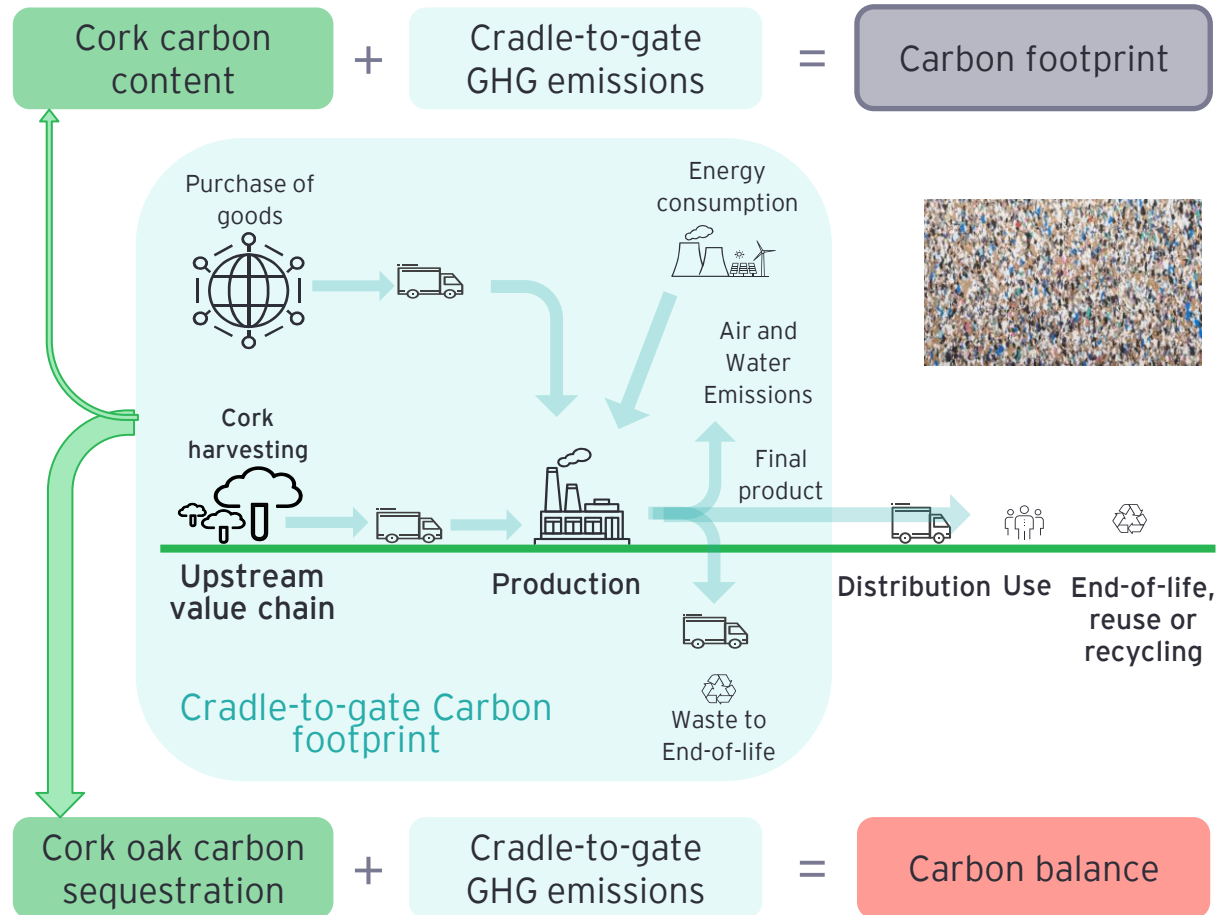 Cork carbon
content
+
Cradle-to-gate
GHG emissions
=
Carbon footprint
Purchase of
goods
Energy
consumption
Air and
Water
Emissions
Cork
harvesting
Final
product
Upstream
value chain
Production
Distribution
Use
End-of-life,
reuse or
recycling
Cradle-to-gate Carbon
footprint
Waste to
End-of-life
Cork oak carbon
sequestration
+
Cradle-to-gate
GHG emissions
=
Carbon balance